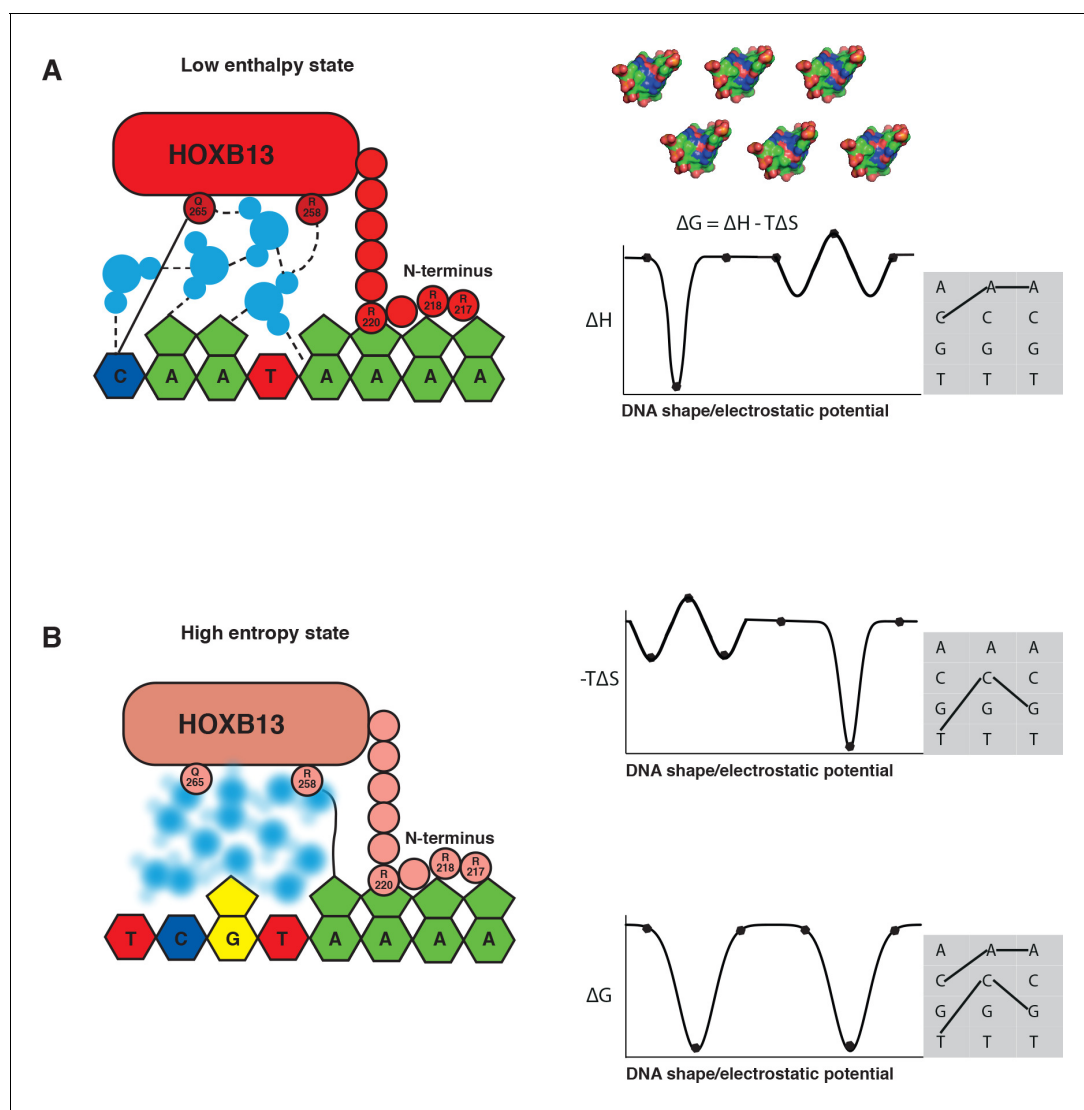 A
Low enthalpy state
HOXB13
Q
265
R
258
N-terminus
R
220
R
218
R
217
C A A T A A A A
ΔG = ΔH - TΔS
ΔH
DNA shape/electrostatic potential
A A A
C C C
G G G
T T T
B
High entropy state
HOXB13
Q
265
R
258
N-terminus
R
220
R
218
R
217
T C G T A A A A
-TΔS
DNA shape/electrostatic potential
A A A
C C C
G G G
T T T
ΔG
DNA shape/electrostatic potential
A A A
C C C
G G G
T T T